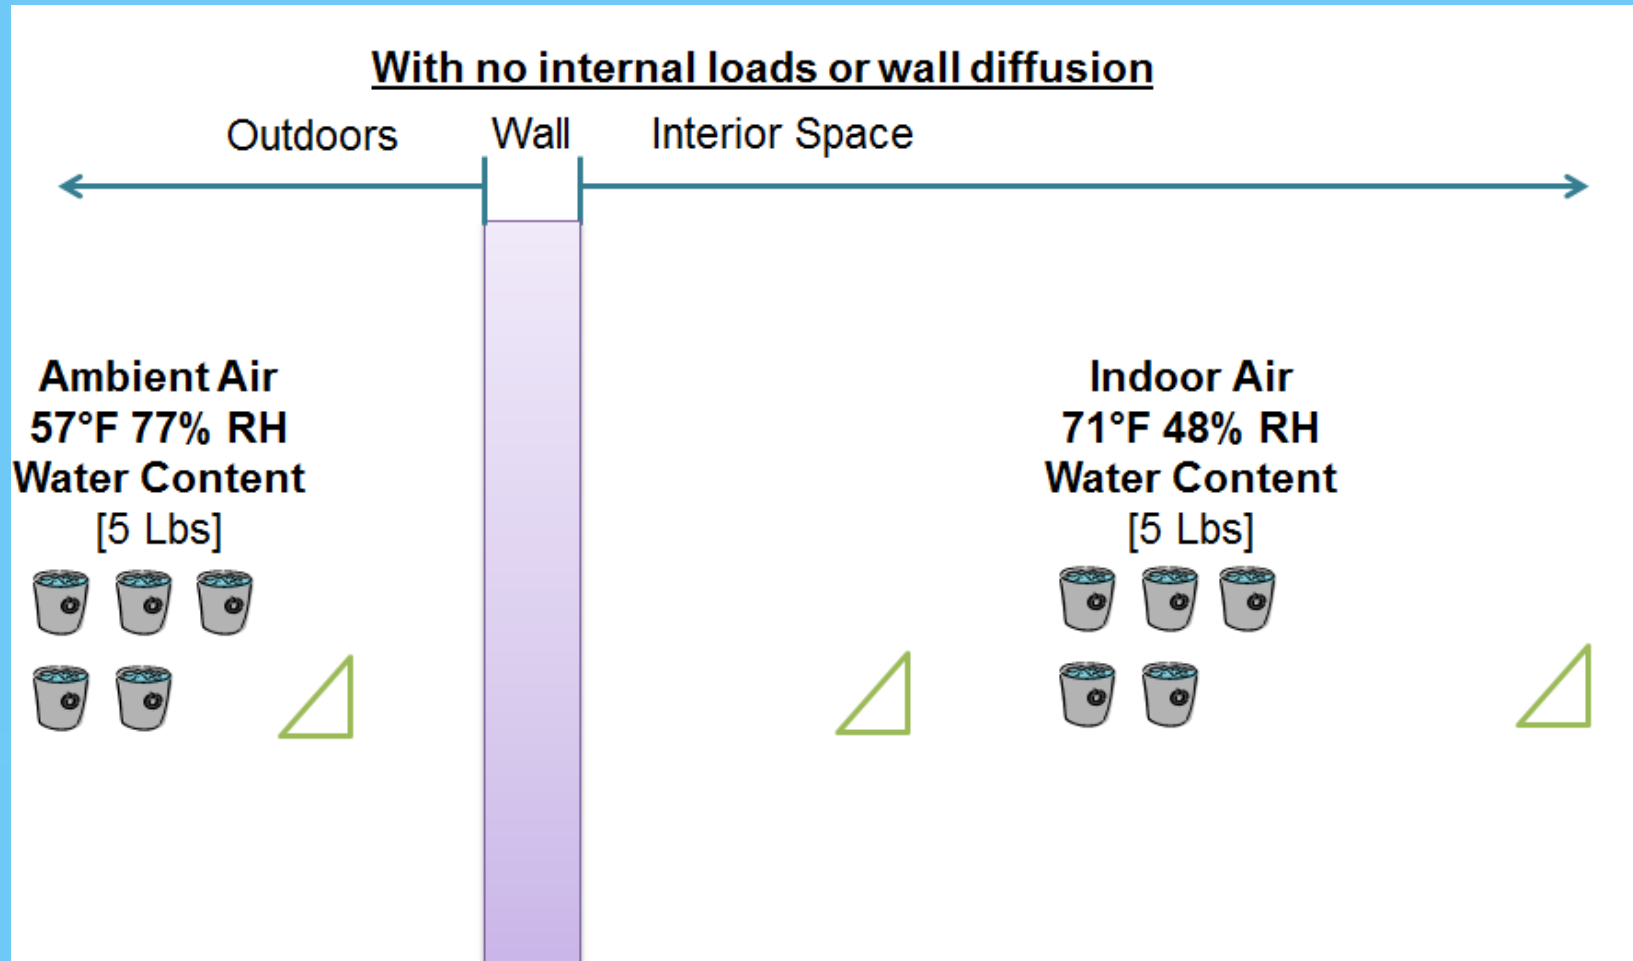 With no internal loads or wall diffusion
Outdoors
Wall
Interior Space
Ambient Air
57°F 77% RH
Water Content
[5 Lbs]
Indoor Air
71°F 48% RH
Water Content
[5 Lbs]